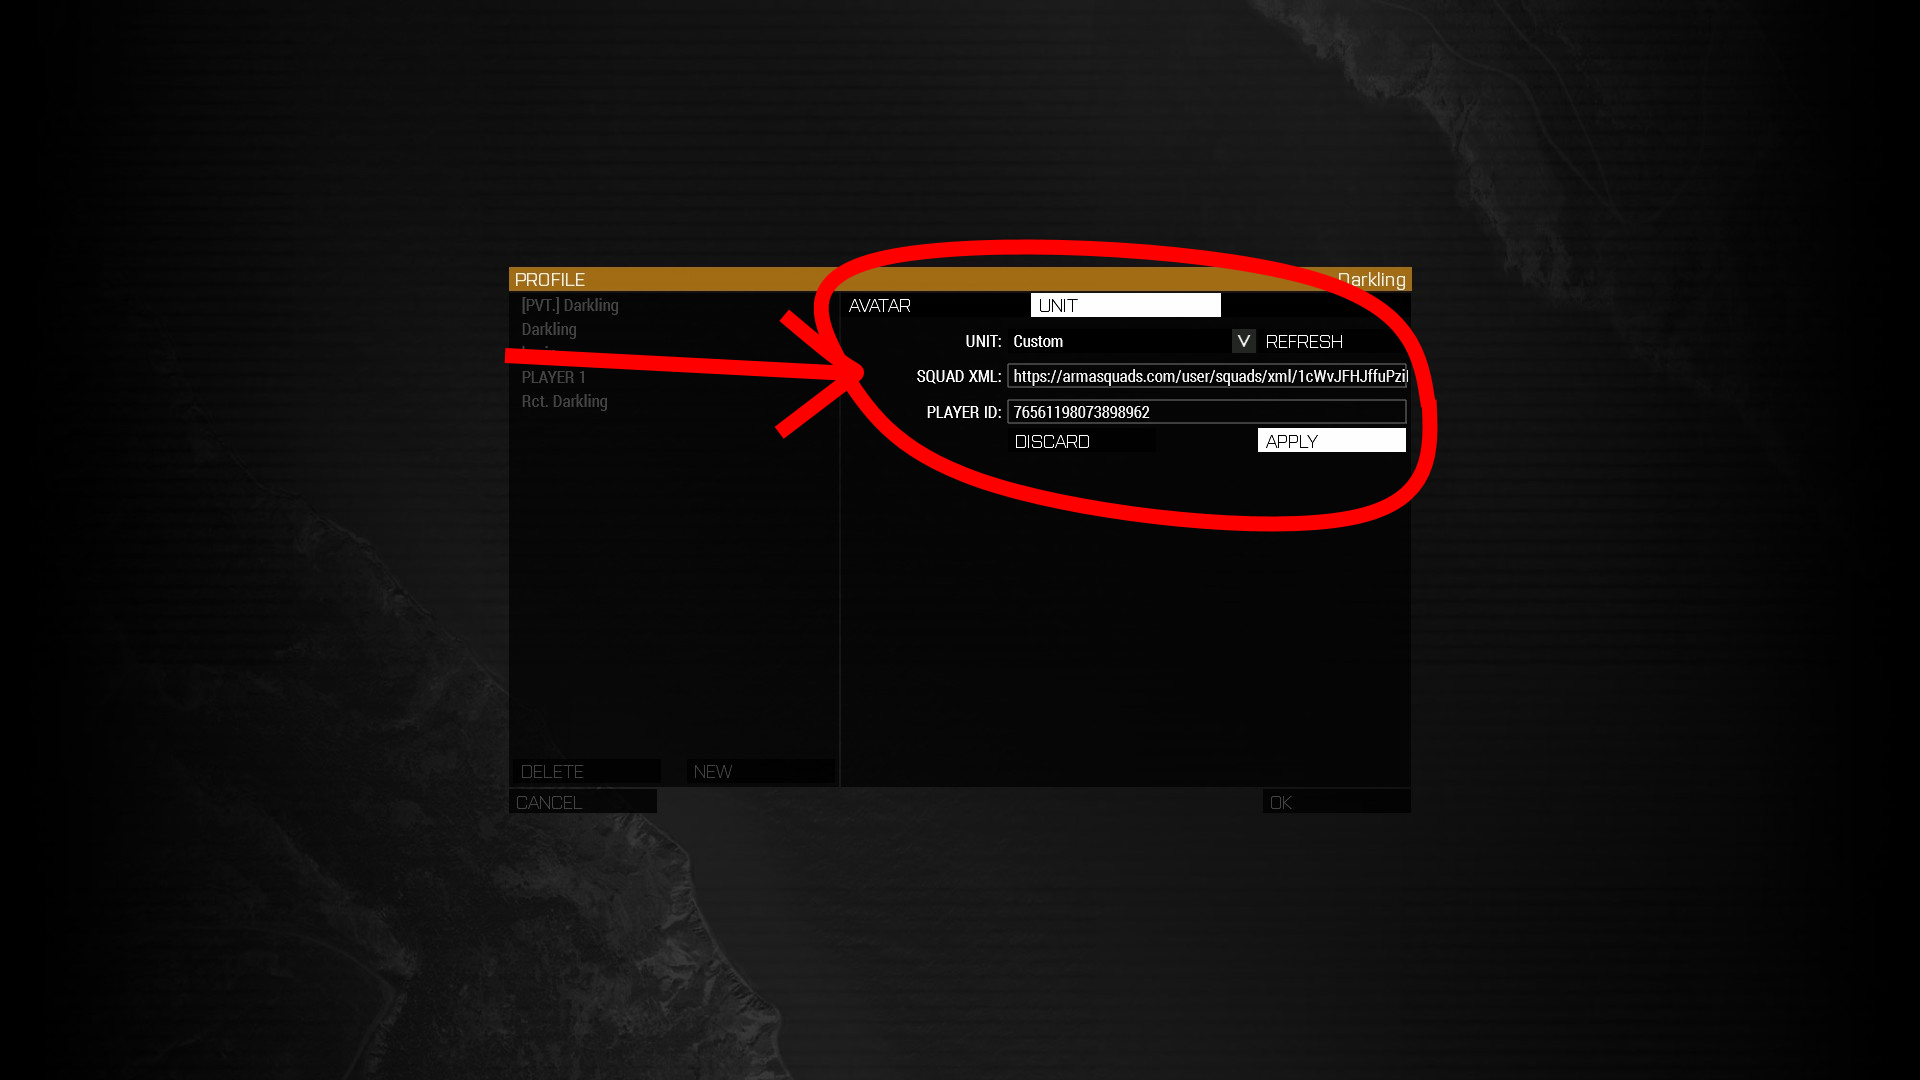 PROFILE
Darkling
[PVT.] Darkling
Darkling
PLAYER 1
Rct. Darkling
AVATAR
UNIT
UNIT: Custom V REFRESH
SQUAD XML: https://armasquads.com/user/squads/xml/1cWvJFHJffuPzi
PLAYER ID: 76561198073898962
DISCARD
APPLY
DELETE
NEW
CANCEL
OK